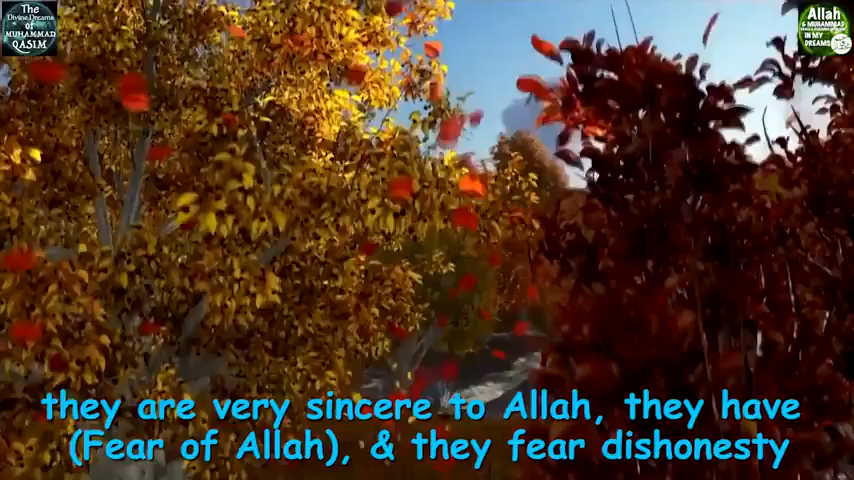 The
Divine Dreams
of
MUHAMMAD
QASIM
Allah
& MUHAMMAD
IN MY
DREAMS
they are very sincere to Allah, they have
(Fear of Allah), & they fear dishonesty